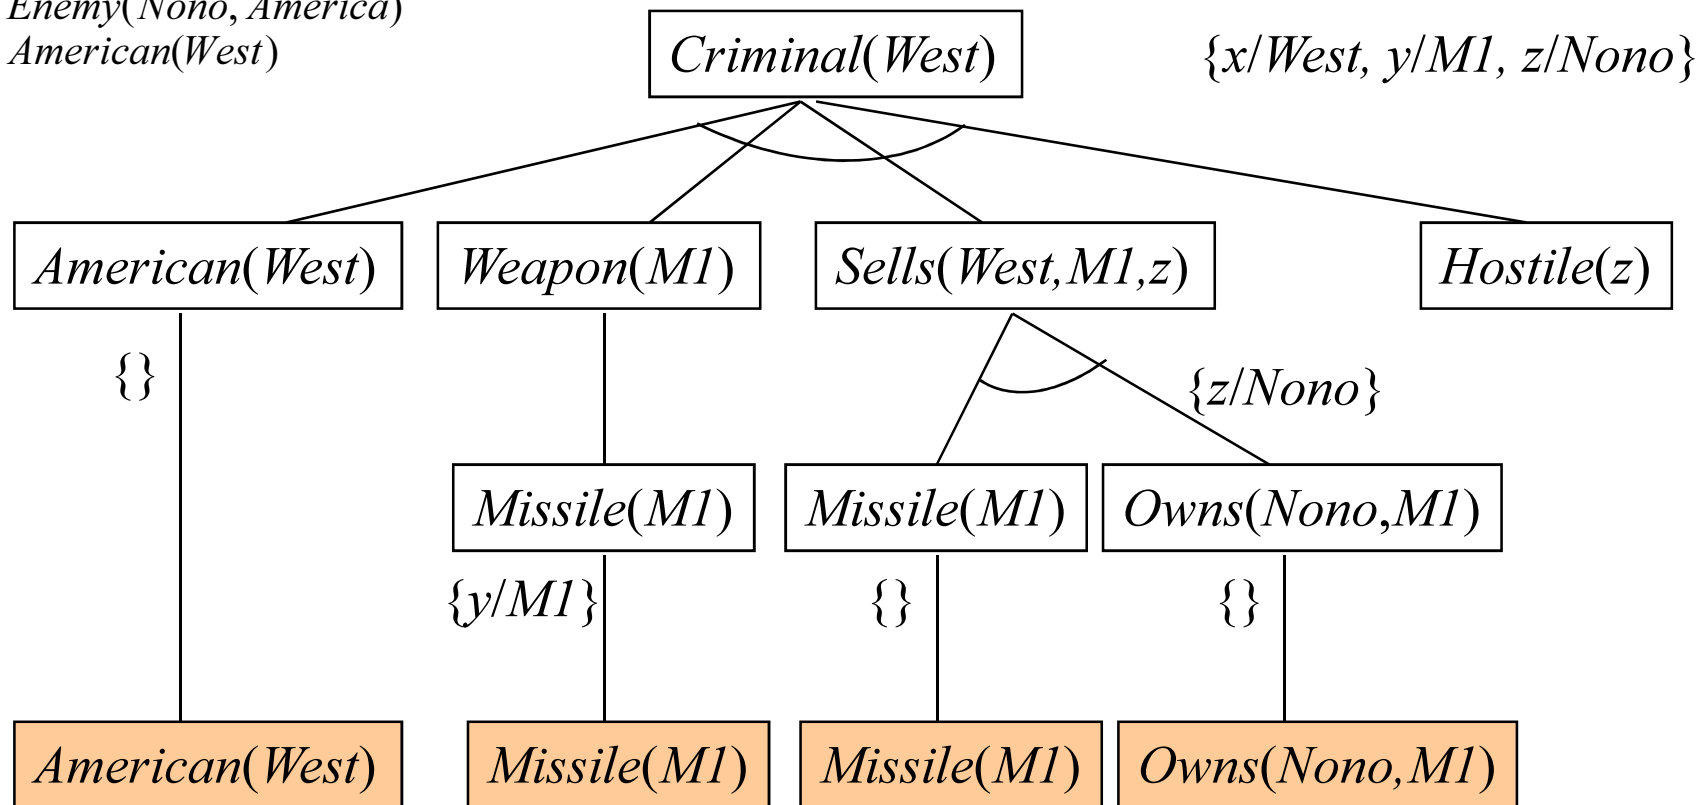 Enemy(Nono, America)
American(West)
Criminal(West)
{x/West, y/M1, z/Nono}
American(West)
Weapon(M1)
Sells(West,M1,z)
Hostile(z)
{}
{z/Nono}
Missile(M1)
Missile(M1)
Owns(Nono,M1)
{y/M1}
{}
{}
American(West)
Missile(M1)
Missile(M1)
Owns(Nono,M1)